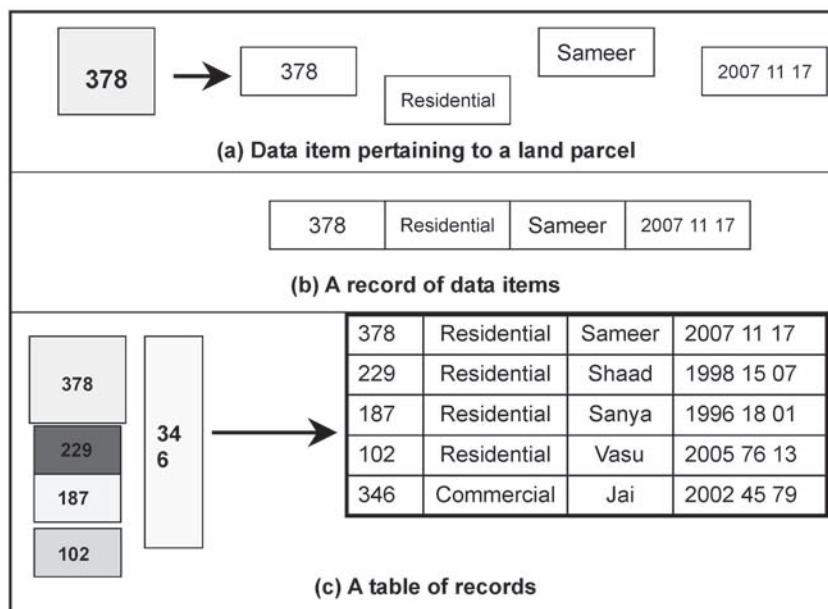 378
378
Residential
Sameer
2007 11 17
(a) Data item pertaining to a land parcel
378 Residential Sameer 2007 11 17
(b) A record of data items
378
229
187
102
34
6
378 Residential Sameer 2007 11 17
229 Residential Shaad 1998 15 07
187 Residential Sanya 1996 18 01
102 Residential Vasu 2005 76 13
346 Commercial Jai 2002 45 79
(c) A table of records